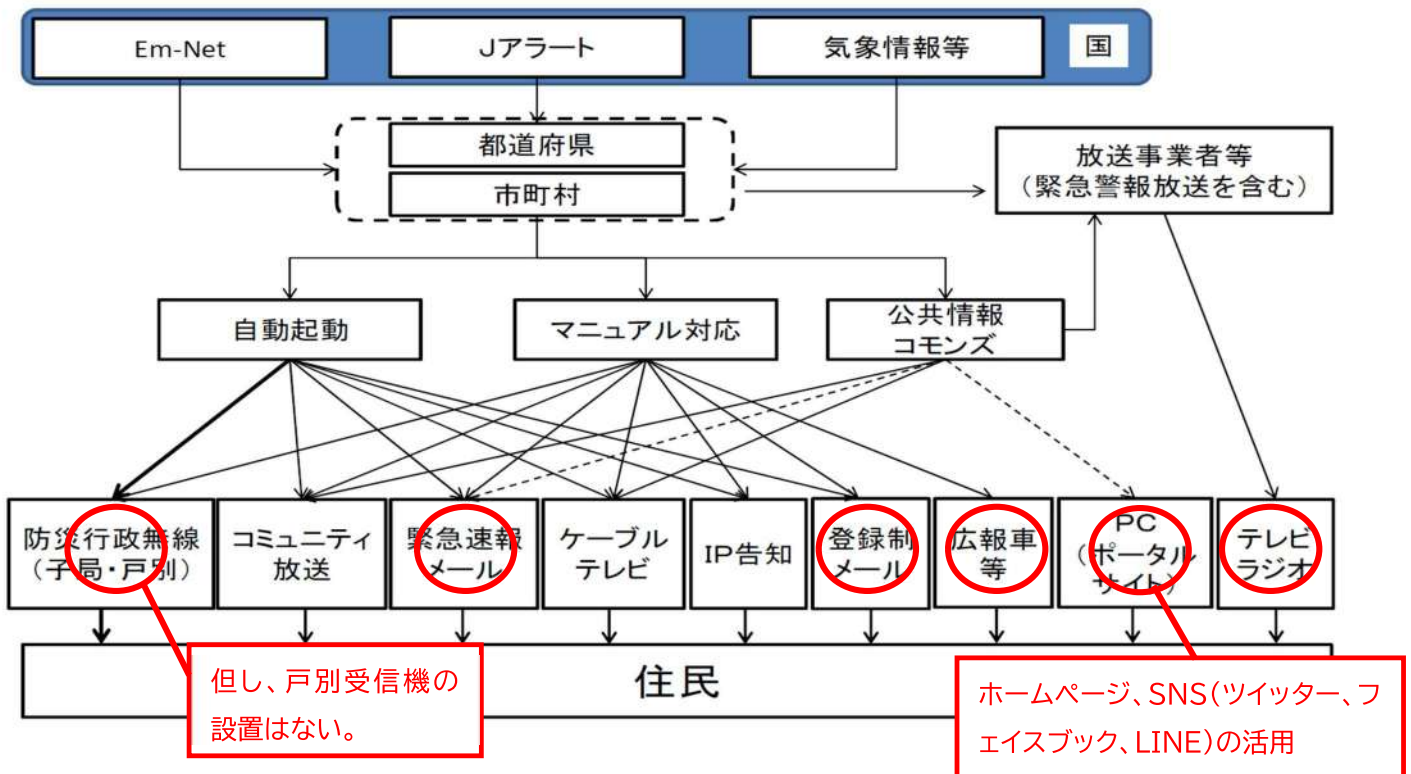 Em-Net
Jアラート
気象情報等
国
都道府県
市町村
放送事業者等
(緊急警報放送を含む)
自動起動
マニュアル対応
公共情報
コモンズ
防災行政無線
(子局・戸別)
コミュニティ
放送
緊急速報
メール
ケーブル
テレビ
IP告知
登録制
メール
広報車
等
PC
(ポータル
サイト)
テレビ
ラジオ
住民
但し、戸別受信機の
設置はない。
ホームページ、SNS(ツイッター、フ
ェイスブック、LINE)の活用